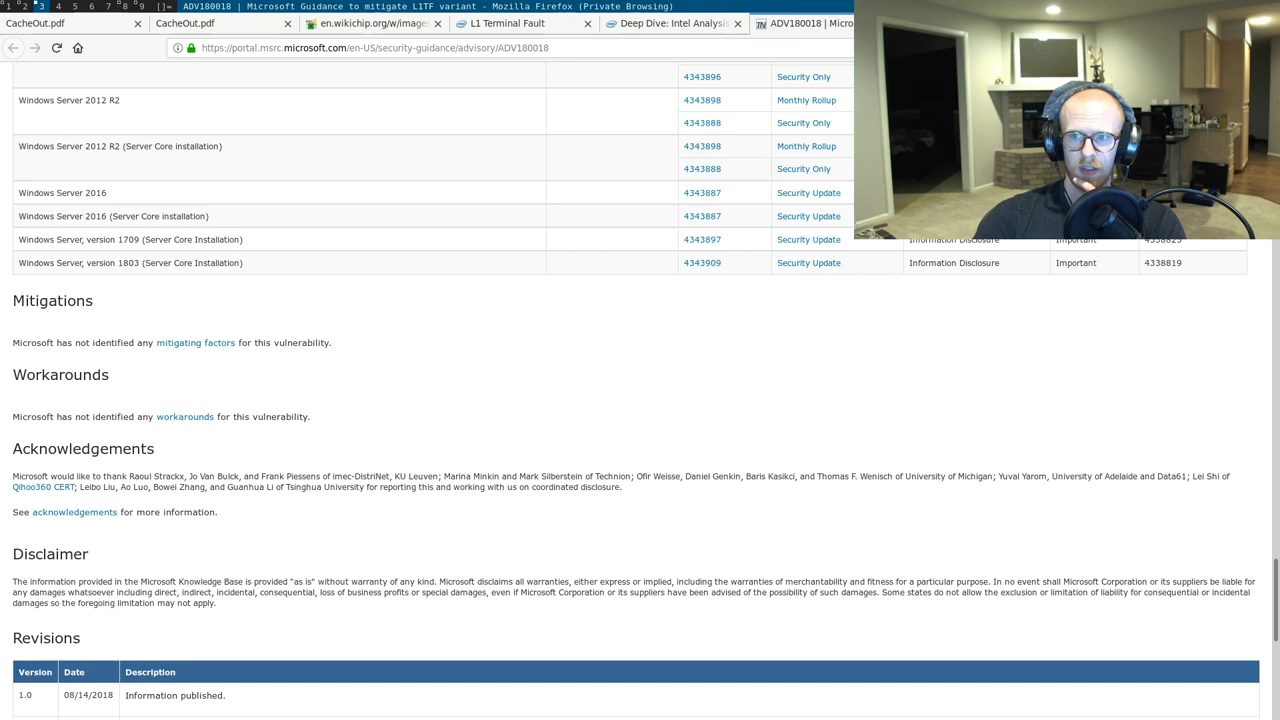 1 2 3 4 5 6 7 8 9 []= ADV180018 | Microsoft Guidance to mitigate L1TF variant - Mozilla Firefox (Private Browsing)
CacheOut.pdf CacheOut.pdf en.wikichip.org/w/images L1 Terminal Fault Deep Dive: Intel Analysis ADV180018 | Micros
https://portal.msrc.microsoft.com/en-US/security-guidance/advisory/ADV180018
4343896 Security Only
Windows Server 2012 R2 4343898 Monthly Rollup
4343888 Security Only
Windows Server 2012 R2 (Server Core installation) 4343898 Monthly Rollup
4343888 Security Only
Windows Server 2016 4343887 Security Update
Windows Server 2016 (Server Core installation) 4343887 Security Update
Windows Server, version 1709 (Server Core Installation) 4343897 Security Update Information Disclosure Important 4338825
Windows Server, version 1803 (Server Core Installation) 4343909 Security Update Information Disclosure Important 4338819
Mitigations
Microsoft has not identified any mitigating factors for this vulnerability.
Workarounds
Microsoft has not identified any workarounds for this vulnerability.
Acknowledgements
Microsoft would like to thank Raoul Strackx, Jo Van Bulck, and Frank Piessens of imec-DistriNet, KU Leuven; Marina Minkin and Mark Silberstein of Technion; Ofir Weisse, Daniel Genkin, Baris Kasikci, and Thomas F. Wenisch of University of Michigan; Yuval Yarom, University of Adelaide and Data61; Lei Shi of
Qihoo360 CERT; Leibo Liu, Ao Luo, Bowei Zhang, and Guanhua Li of Tsinghua University for reporting this and working with us on coordinated disclosure.
See acknowledgements for more information.
Disclaimer
The information provided in the Microsoft Knowledge Base is provided "as is" without warranty of any kind. Microsoft disclaims all warranties, either express or implied, including the warranties of merchantability and fitness for a particular purpose. In no event shall Microsoft Corporation or its suppliers be liable for
any damages whatsoever including direct, indirect, incidental, consequential, loss of business profits or special damages, even if Microsoft Corporation or its suppliers have been advised of the possibility of such damages. Some states do not allow the exclusion or limitation of liability for consequential or incidental
damages so the foregoing limitation may not apply.
Revisions
Version Date Description
1.0 08/14/2018 Information published.